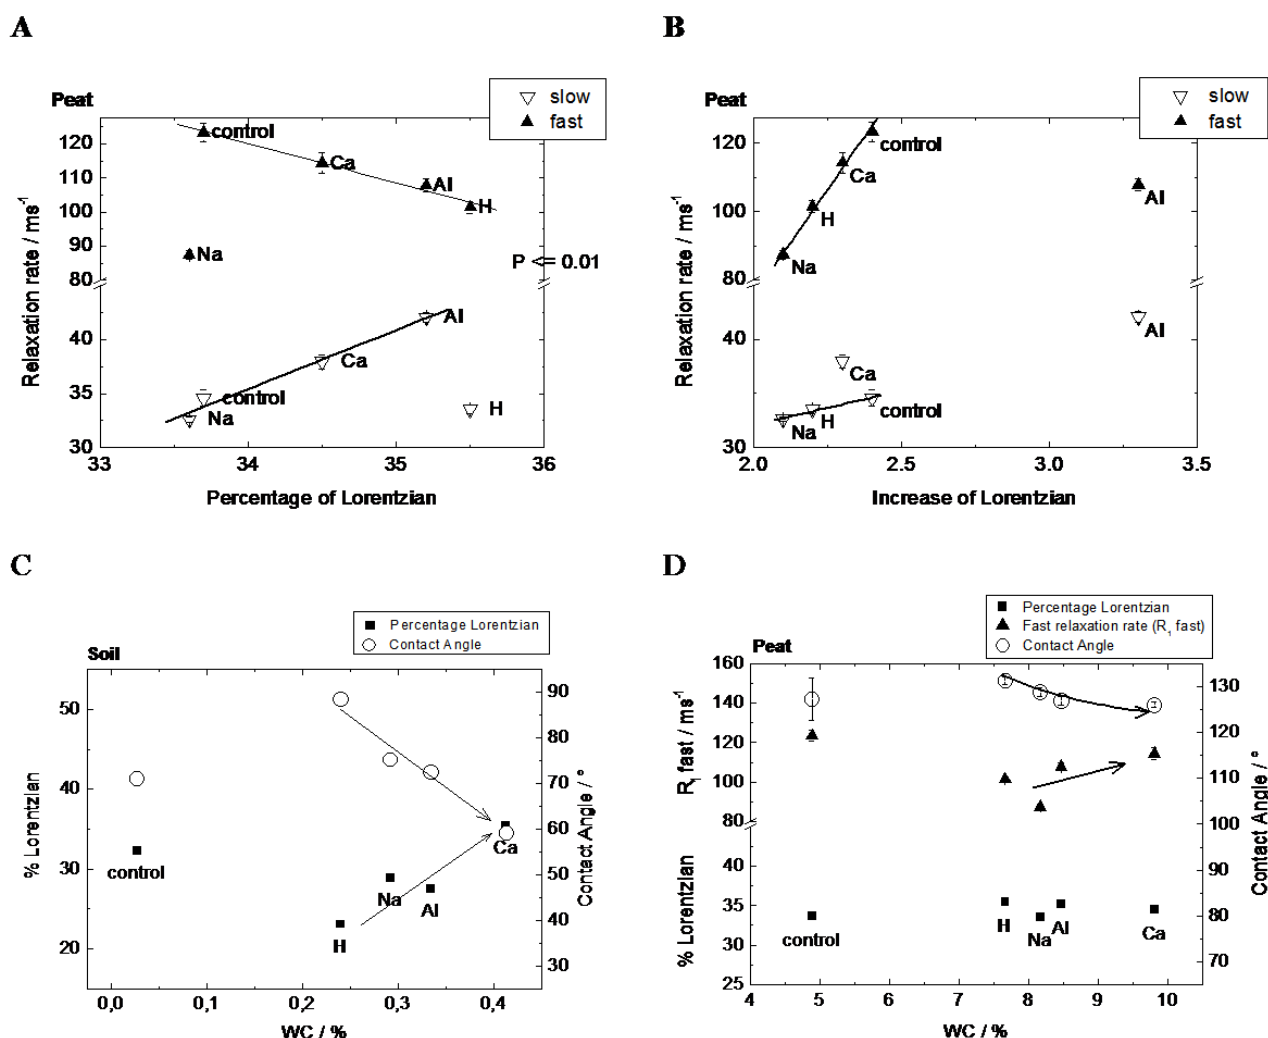 A
Peat
slow
fast
120
110
100
90
80
40
35
30
control
Ca
Al
H
Na
P <= 0.01
Al
Ca
control
Na
H
33
34
35
36
Relaxation rate / ms-1
Percentage of Lorentzian
B
Peat
slow
fast
120
100
80
40
30
control
Ca
H
Na
Al
Al
Ca
control
H
Na
2.0
2.5
3.0
3.5
Relaxation rate / ms-1
Increase of Lorentzian
C
Percentage Lorentzian
Contact Angle
Soil
50
40
30
20
90
80
70
60
50
40
30
control
H
Na
Al
Ca
0,0
0,1
0,2
0,3
0,4
% Lorentzian
Contact Angle / °
WC / %
D
Percentage Lorentzian
Fast relaxation rate (R1 fast)
Contact Angle
Peat
160
140
120
100
80
40
35
30
25
130
120
110
100
90
80
70
control
H
Na
Al
Ca
4
5
6
7
8
9
10
R1 fast / ms-1
% Lorentzian
Contact Angle / °
WC / %